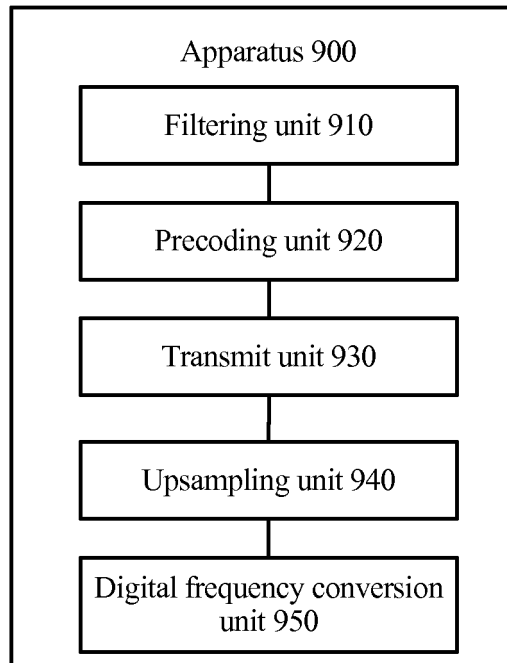 Apparatus 900
Filtering unit 910
Precoding unit 920
Transmit unit 930
Upsampling unit 940
Digital frequency conversion
unit 950